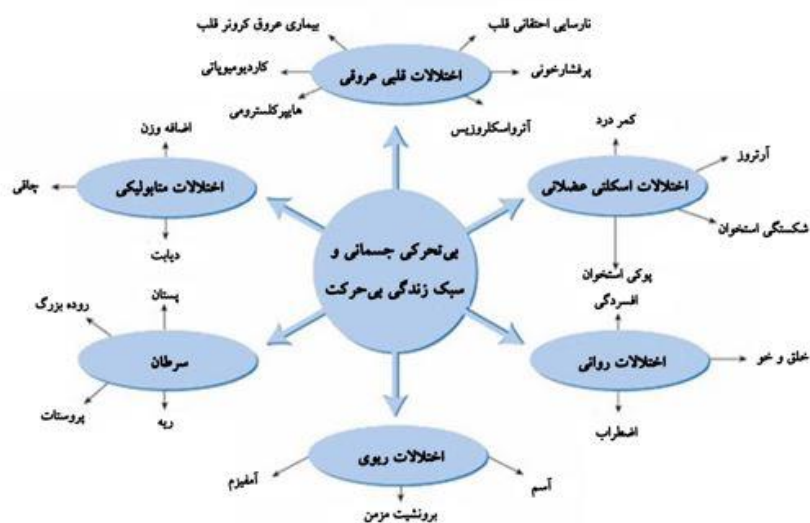 بیماری عروق کرونر قلب
نارسایی احتقانی قلب
کاردیومیوپاتی
اختلالات قلبی عروقی
پرفشارخونی
هایپرکلسترومی
آترواسکلروزیس
کمر درد
آرتروز
اختلالات اسکلتی عضلانی
شکستگی استخوان
پوکی استخوان
اضافه وزن
چاقی
اختلالات متابولیکی
دیابت
بی‌تحرکی جسمانی و
سبک زندگی بی‌حرکت
افسردگی
خلق و خو
اختلالات روانی
اضطراب
پستان
روده بزرگ
سرطان
پروستات
ریه
اختلالات ریوی
آسم
آمفیزم
برونشیت مزمن